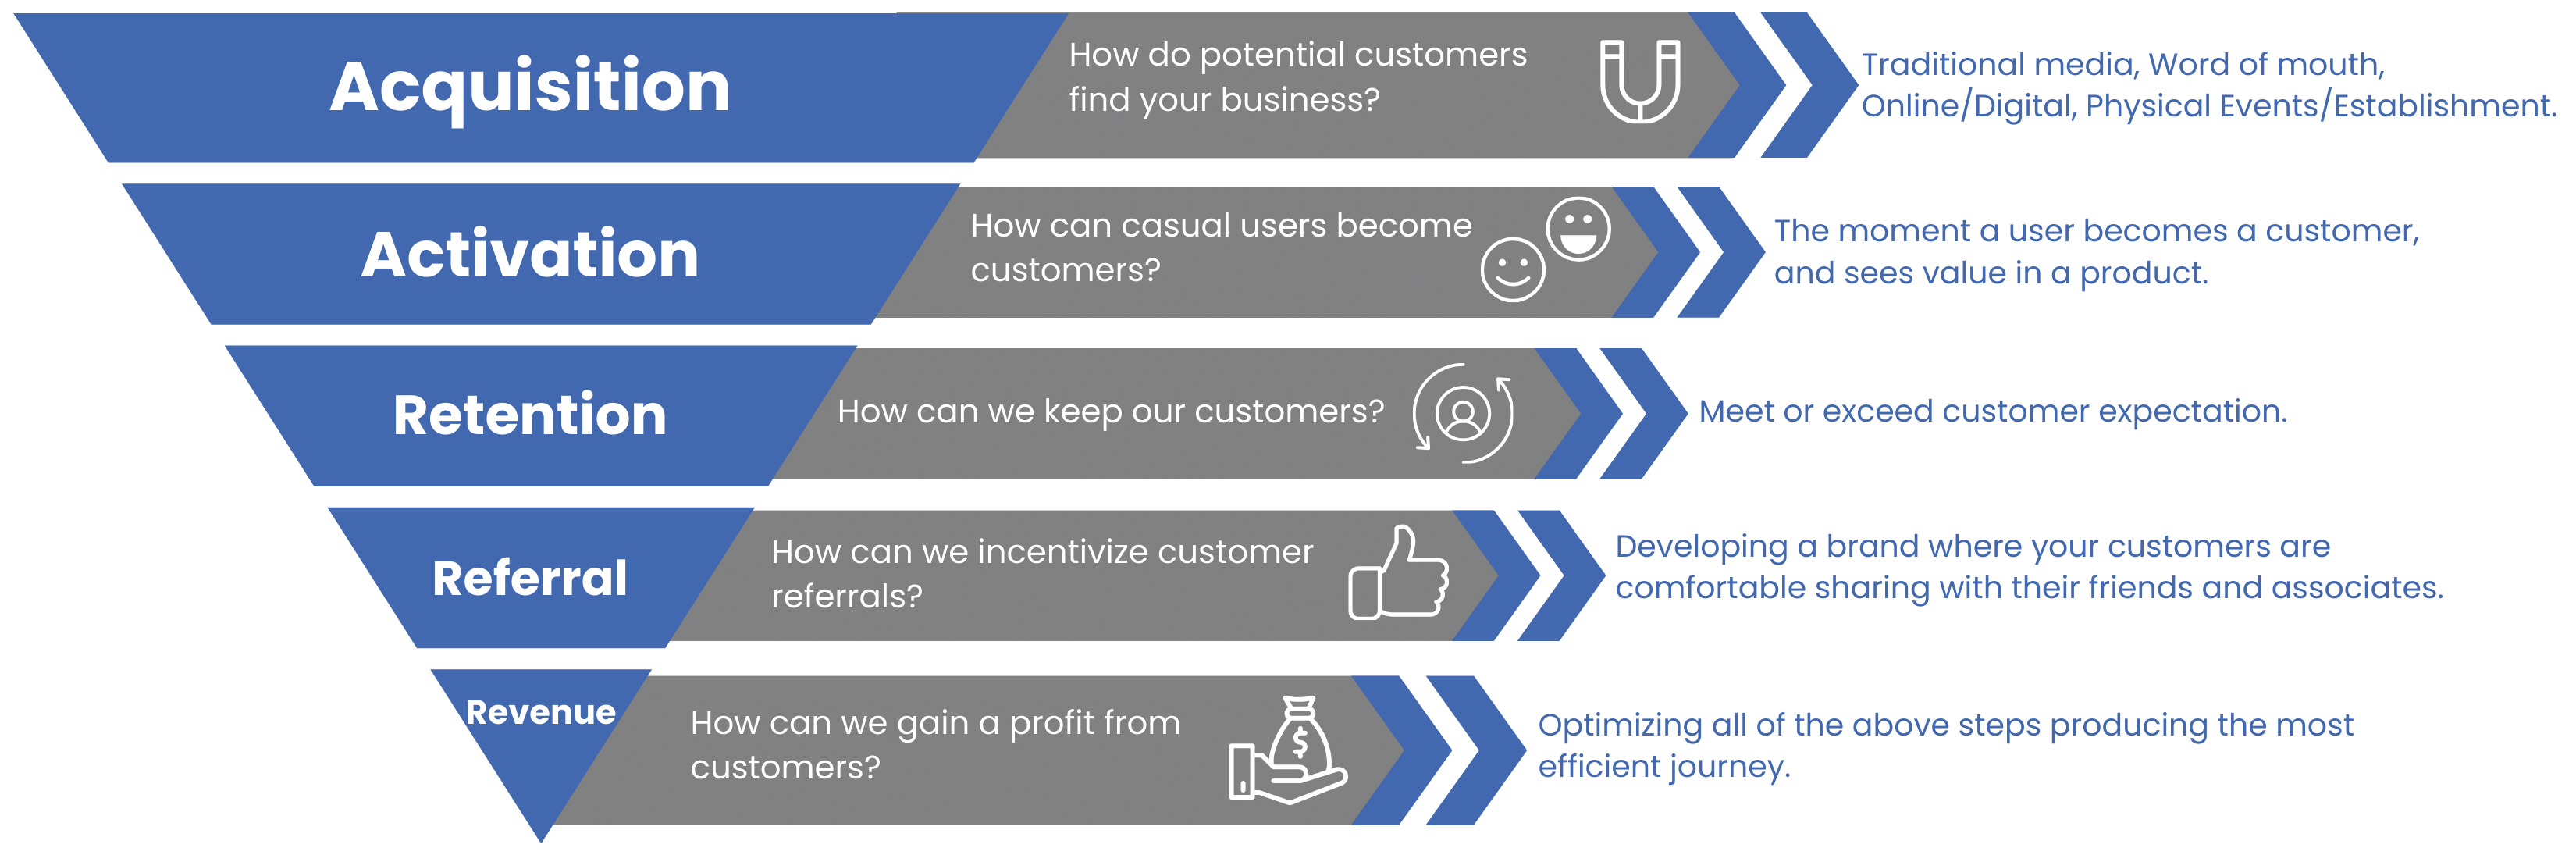 Acquisition
How do potential customers
find your business?
Traditional media, Word of mouth,
Online/Digital, Physical Events/Establishment.
Activation
How can casual users become
customers?
The moment a user becomes a customer,
and sees value in a product.
Retention
How can we keep our customers?
Meet or exceed customer expectation.
Referral
How can we incentivize customer
referrals?
Developing a brand where your customers are
comfortable sharing with their friends and associates.
Revenue
How can we gain a profit from
customers?
$
Optimizing all of the above steps producing the most
efficient journey.